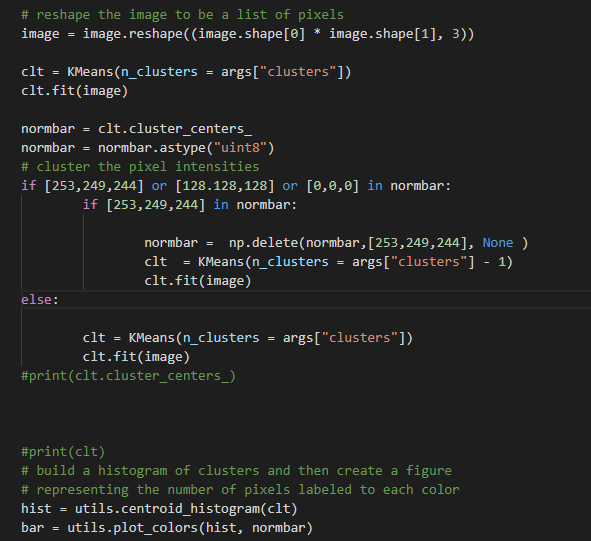 # reshape the image to be a list of pixels
image = image.reshape((image.shape[0] * image.shape[1], 3))
clt = KMeans(n_clusters = args["clusters"])
clt.fit(image)
normbar = clt.cluster_centers_
normbar = normbar.astype("uint8")
# cluster the pixel intensities
if [253,249,244] or [128.128,128] or [0,0,0] in normbar:
if [253,249,244] in normbar:
normbar =  np.delete(normbar,[253,249,244], None )
clt  = KMeans(n_clusters = args["clusters"] - 1)
clt.fit(image)
else:
clt = KMeans(n_clusters = args["clusters"])
clt.fit(image)
#print(clt.cluster_centers_)
#print(clt)
# build a histogram of clusters and then create a figure
# representing the number of pixels labeled to each color
hist = utils.centroid_histogram(clt)
bar = utils.plot_colors(hist, normbar)